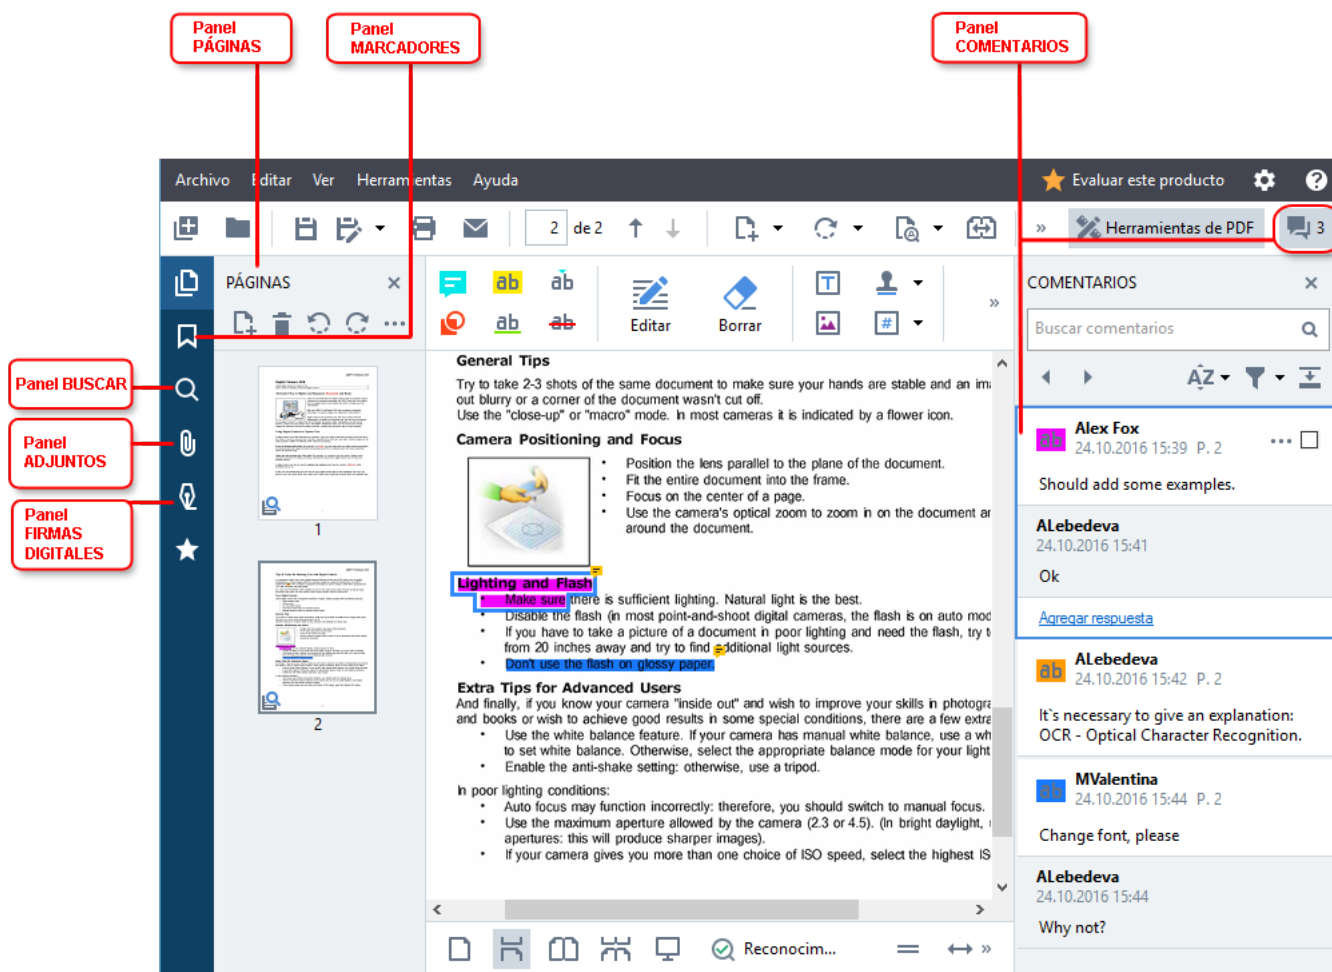 Panel
PÁGINAS
Panel
MARCADORES
Panel
COMENTARIOS
Archivo Editar Ver Herramientas Ayuda
Evaluar este producto
2 de 2
» Herramientas de PDF 3
PÁGINAS
ab ab
ab ab
Editar Borrar
T
#
»
COMENTARIOS
Buscar comentarios
AZ
Panel BUSCAR
Panel
ADJUNTOS
Panel
FIRMAS
DIGITALES
1
2
General Tips
Try to take 2-3 shots of the same document to make sure your hands are stable and an im
out blurry or a corner of the document wasn't cut off.
Use the "close-up" or "macro" mode. In most cameras it is indicated by a flower icon.
Camera Positioning and Focus
• Position the lens parallel to the plane of the document.
• Fit the entire document into the frame.
• Focus on the center of a page.
• Use the camera's optical zoom to zoom in on the document ar
around the document.
Lighting and Flash
• Make sure there is sufficient lighting. Natural light is the best.
• Disable the flash (in most point-and-shoot digital cameras, the flash is on auto mod
• If you have to take a picture of a document in poor lighting and need the flash, try t
from 20 inches away and try to find additional light sources.
• Don't use the flash on glossy paper.
Extra Tips for Advanced Users
And finally, if you know your camera "inside out" and wish to improve your skills in photogra
and books or wish to achieve good results in some special conditions, there are a few extra
• Use the white balance feature. If your camera has manual white balance, use a wh
to set white balance. Otherwise, select the appropriate balance mode for your light
• Enable the anti-shake setting: otherwise, use a tripod.
In poor lighting conditions:
• Auto focus may function incorrectly: therefore, you should switch to manual focus.
• Use the maximum aperture allowed by the camera (2.3 or 4.5). (In bright daylight,
apertures: this will produce sharper images).
• If your camera gives you more than one choice of ISO speed, select the highest IS
Reconocim...
»
ab Alex Fox
24.10.2016 15:39 P. 2
Should add some examples.
ALebedeva
24.10.2016 15:41
Ok
Agregar respuesta
ab ALebedeva
24.10.2016 15:42 P. 2
It`s necessary to give an explanation:
OCR - Optical Character Recognition.
ab MValentina
24.10.2016 15:44 P. 2
Change font, please
ALebedeva
24.10.2016 15:44
Why not?